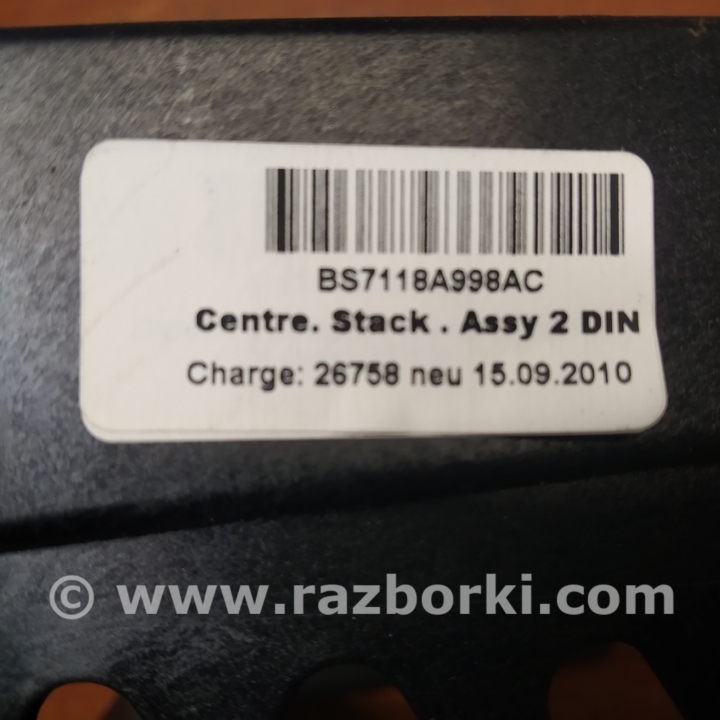 BS7118A998AC
Centre. Stack . Assy 2 DIN
Charge: 26758 neu 15.09.2010
© www.razborki.com